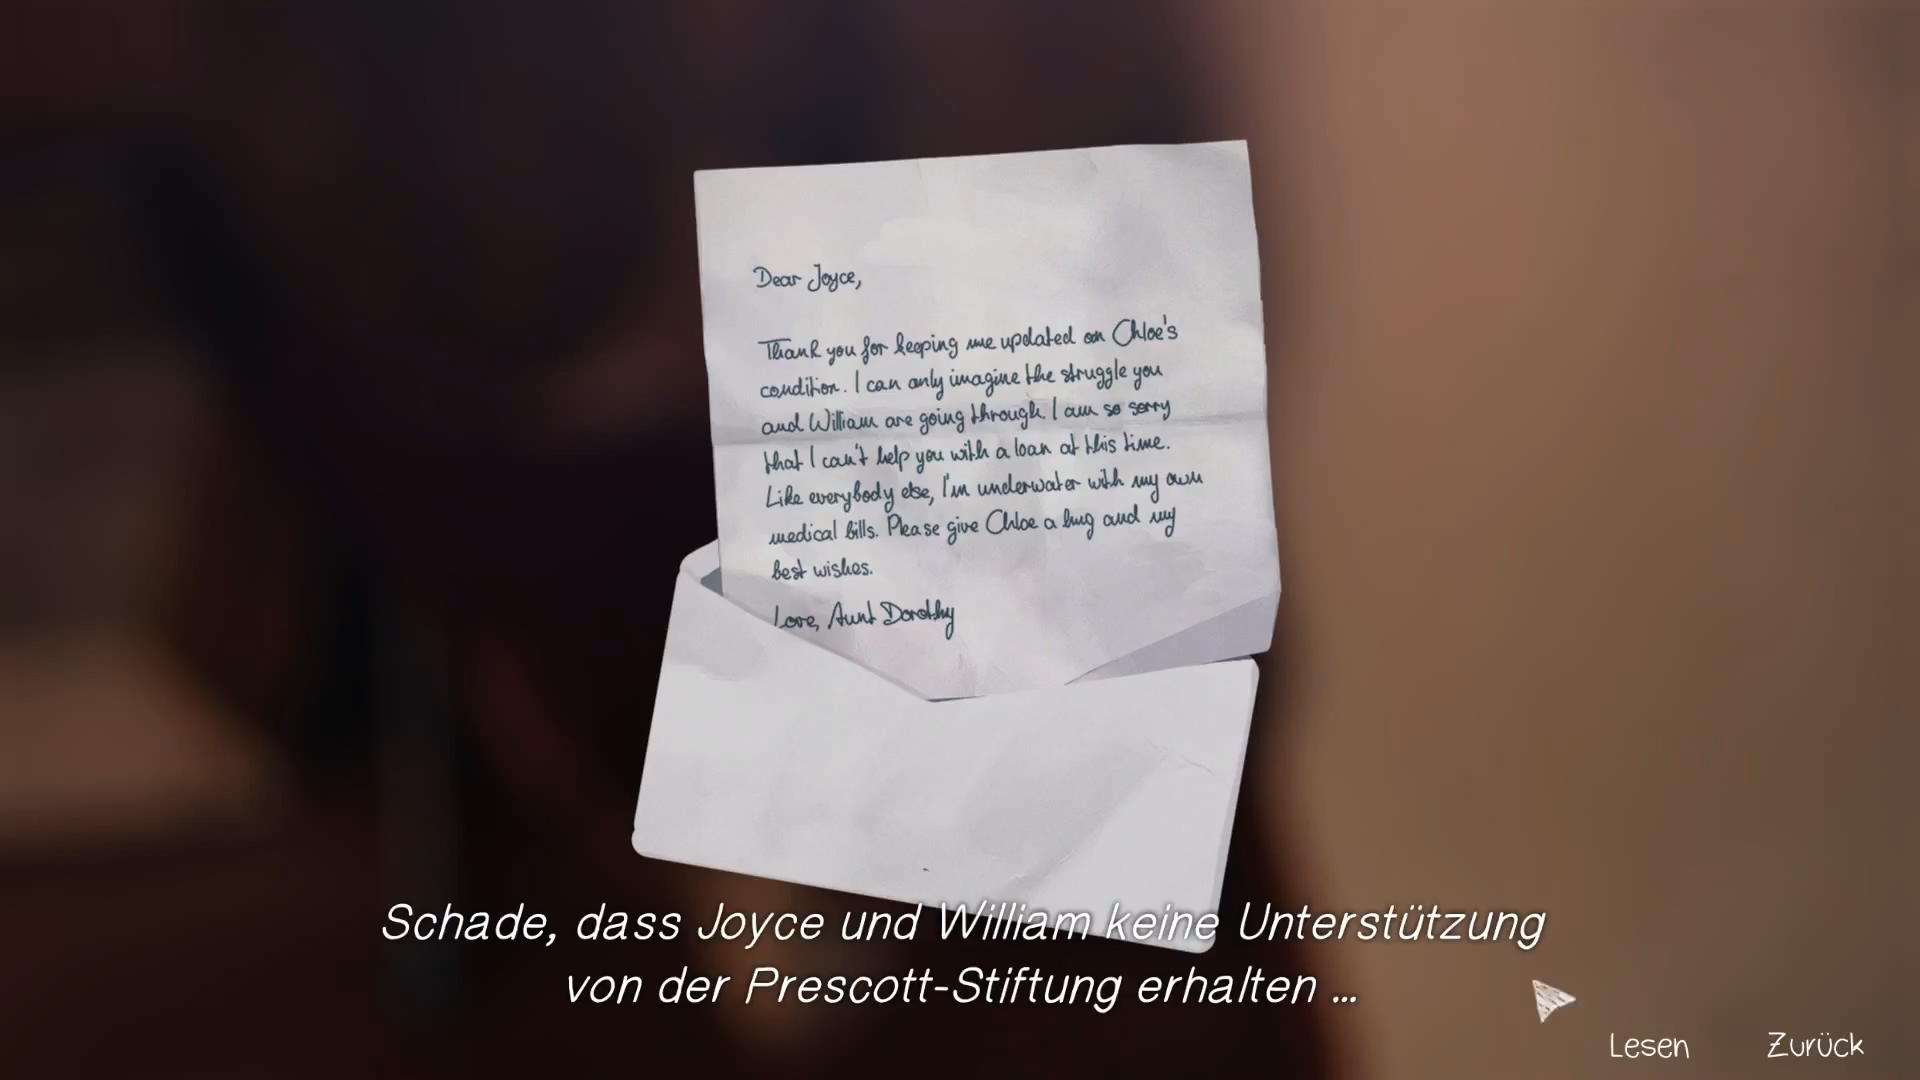 Dear Joyce,
Thank you for keeping me updated on Chloe's
condition. I can only imagine the struggle you
and William are going through. I am so sorry
that I can't help you with a loan at this time.
Like everybody else, I'm underwater with my own
medical bills. Please give Chloe a hug and my
best wishes.
Love, Aunt Dorothy
Schade, dass Joyce und William keine Unterstützung
von der Prescott-Stiftung erhalten ...
Lesen Zurück